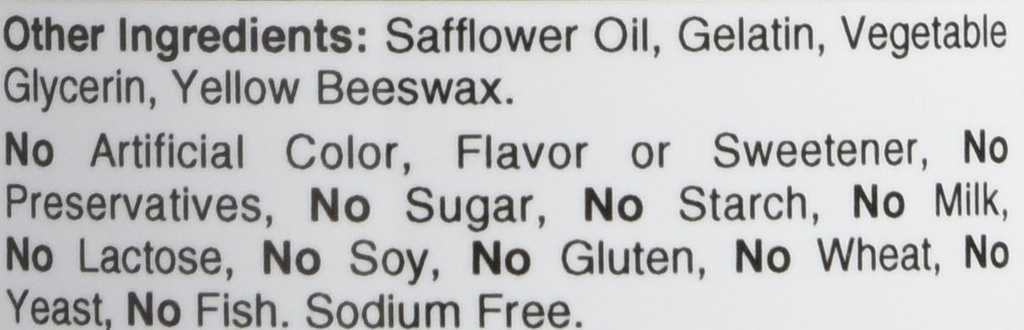 Other Ingredients: Safflower Oil, Gelatin, Vegetable
Glycerin, Yellow Beeswax.
No Artificial Color, Flavor or Sweetener, No
Preservatives, No Sugar, No Starch, No Milk,
No Lactose, No Soy, No Gluten, No Wheat, No
Yeast, No Fish. Sodium Free.